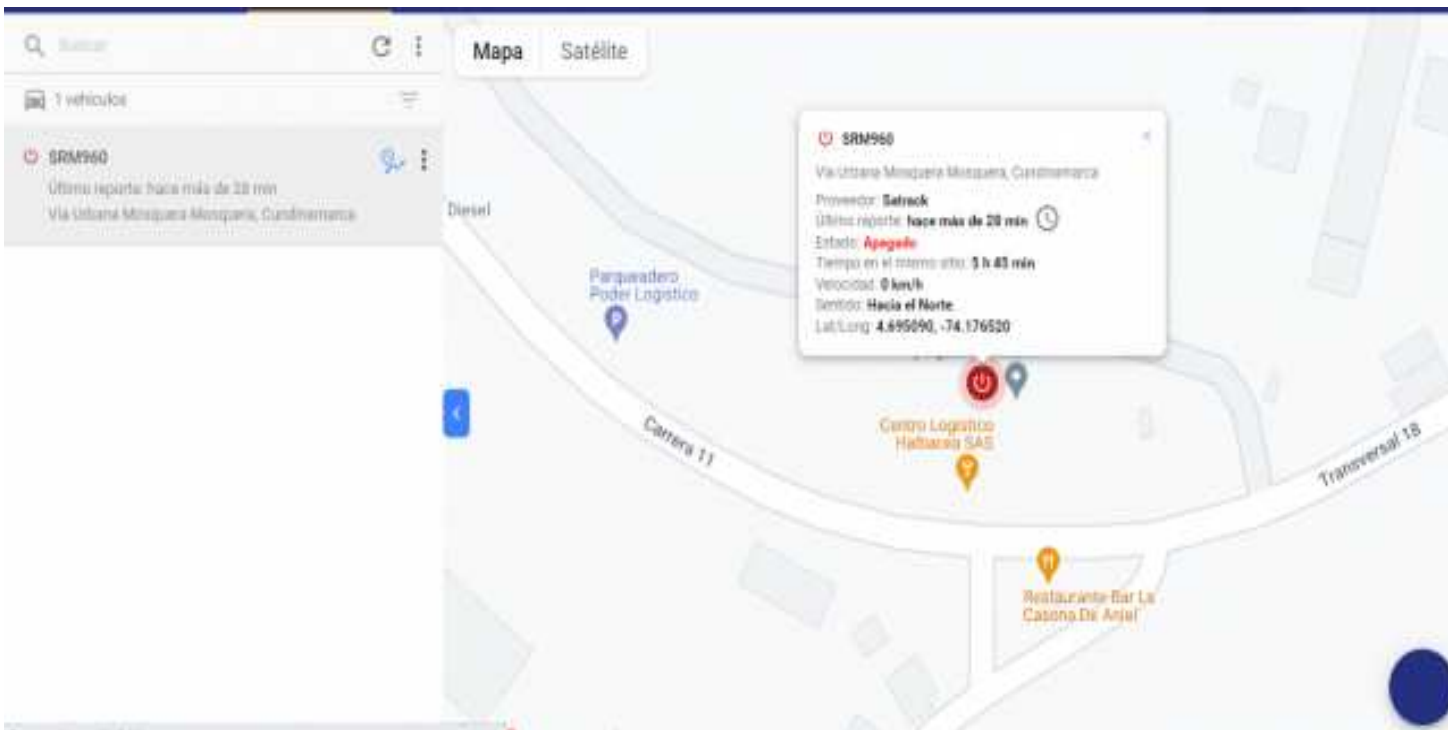 Buscar
Mapa
Satélite
1 vehículos
SRM960
Último reporte: hace más de 28 min
Vía Urbana Mosquera Mosquera, Cundinamarca
SRM960
Vía Urbana Mosquera Mosquera, Cundinamarca
Proveedor: Satrack
Último reporte: hace más de 28 min
Estado: Apagado
Tiempo en el mismo sitio: 5 h 45 min
Velocidad: 0 km/h
Sentido: Hacia el Norte
Lat/Long: 4.695090, -74.176520
Diesel
Parqueadero
Poder Logistico
Carrera 11
Centro Logistico
SAS
Transversal 18
Restaurante Bar La
Casona De Anjel